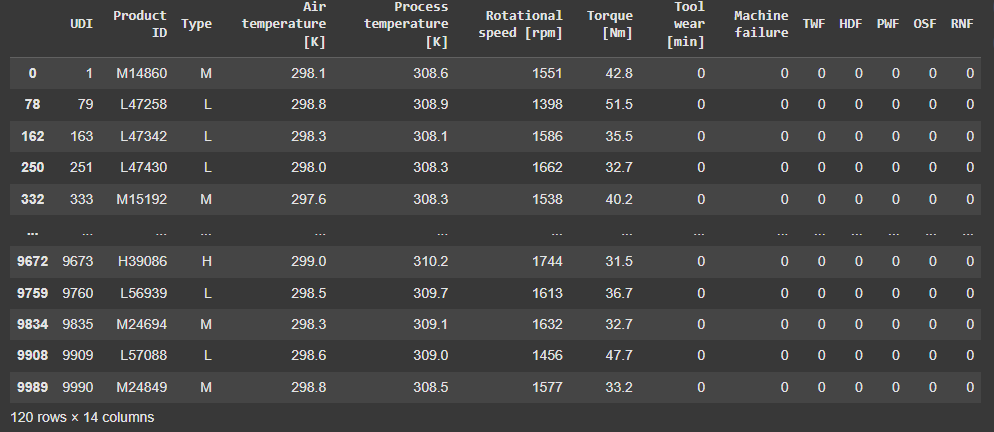 UDI Product ID Type Air temperature [K] Process temperature [K] Rotational speed [rpm] Torque [Nm] Tool wear [min] Machine failure TWF HDF PWF OSF RNF
0 1 M14860 M 298.1 308.6 1551 42.8 0 0 0 0 0 0 0
78 79 L47258 L 298.8 308.9 1398 51.5 0 0 0 0 0 0 0
162 163 L47342 L 298.3 308.1 1586 35.5 0 0 0 0 0 0 0
250 251 L47430 L 298.0 308.3 1662 32.7 0 0 0 0 0 0 0
332 333 M15192 M 297.6 308.3 1538 40.2 0 0 0 0 0 0 0
... ... ... ... ... ... ... ... ... ... ... ... ... ... ...
9672 9673 H39086 H 299.0 310.2 1744 31.5 0 0 0 0 0 0 0
9759 9760 L56939 L 298.5 309.7 1613 36.7 0 0 0 0 0 0 0
9834 9835 M24694 M 298.3 309.1 1632 32.7 0 0 0 0 0 0 0
9908 9909 L57088 L 298.6 309.0 1456 47.7 0 0 0 0 0 0 0
9989 9990 M24849 M 298.8 308.5 1577 33.2 0 0 0 0 0 0 0
120 rows × 14 columns